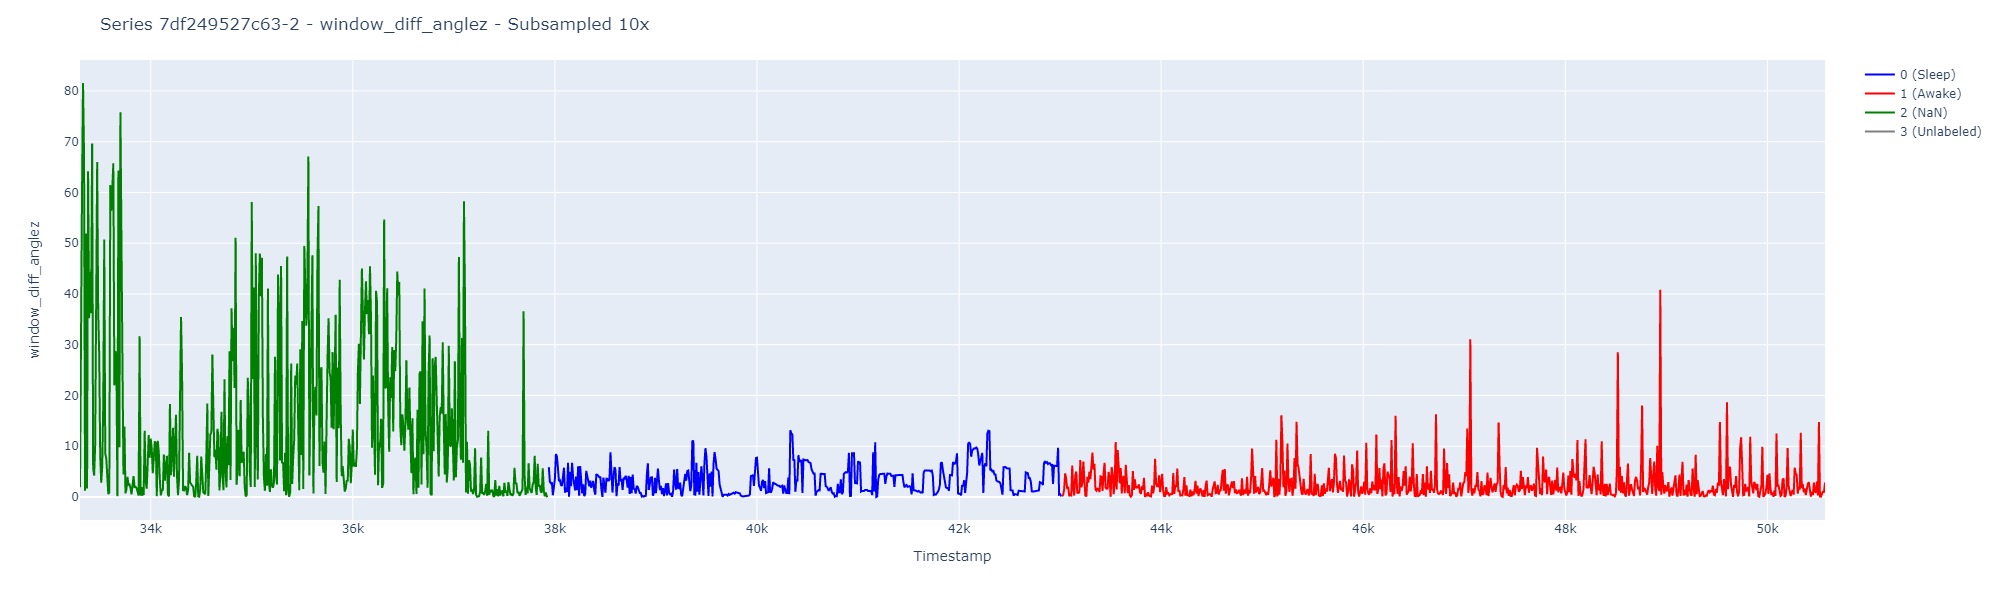 Series 7df249527c63-2 - window_diff_anglez - Subsampled 10x
0 (Sleep)
1 (Awake)
2 (NaN)
3 (Unlabeled)
window_diff_anglez
80
70
60
50
40
30
20
10
0
34k 36k 38k 40k 42k 44k 46k 48k 50k
Timestamp